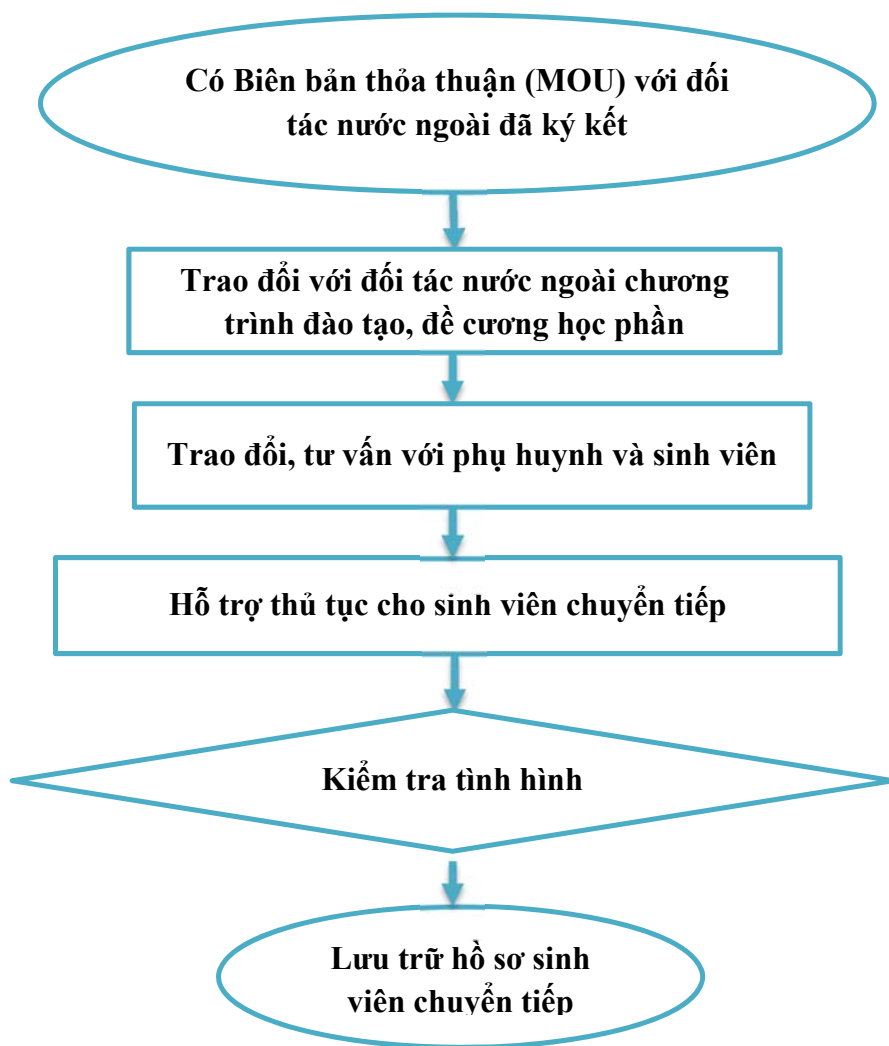 Có Biên bản thỏa thuận (MOU) với đối
tác nước ngoài đã ký kết
Trao đổi với đối tác nước ngoài chương
trình đào tạo, đề cương học phần
Trao đổi, tư vấn với phụ huynh và sinh viên
Hỗ trợ thủ tục cho sinh viên chuyển tiếp
Kiểm tra tình hình
Lưu trữ hồ sơ sinh
viên chuyển tiếp